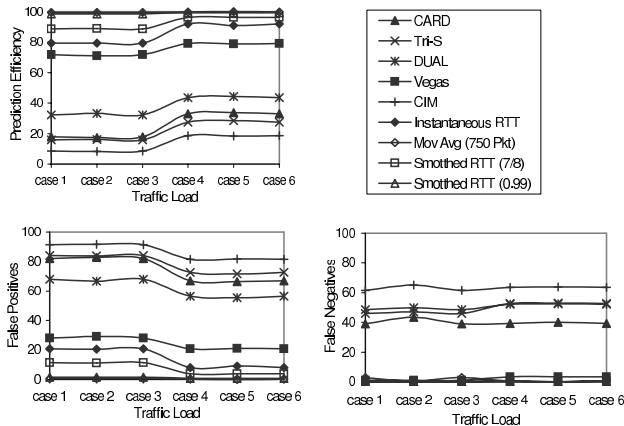 Prediction Efficiency
100
80
60
40
20
0
case 1 case 2 case 3 case 4 case 5 case 6
Traffic Load
CARD
Tri-S
DUAL
Vegas
CIM
Instantaneous RTT
Mov Avg (750 Pkt)
Smotthed RTT (7/8)
Smotthed RTT (0.99)
False Positives
100
80
60
40
20
0
case 1 case 2 case 3 case 4 case 5 case 6
Traffic Load
False Negatives
100
80
60
40
20
0
case 1 case 2 case 3 case 4 case 5 case 6
Traffic Load